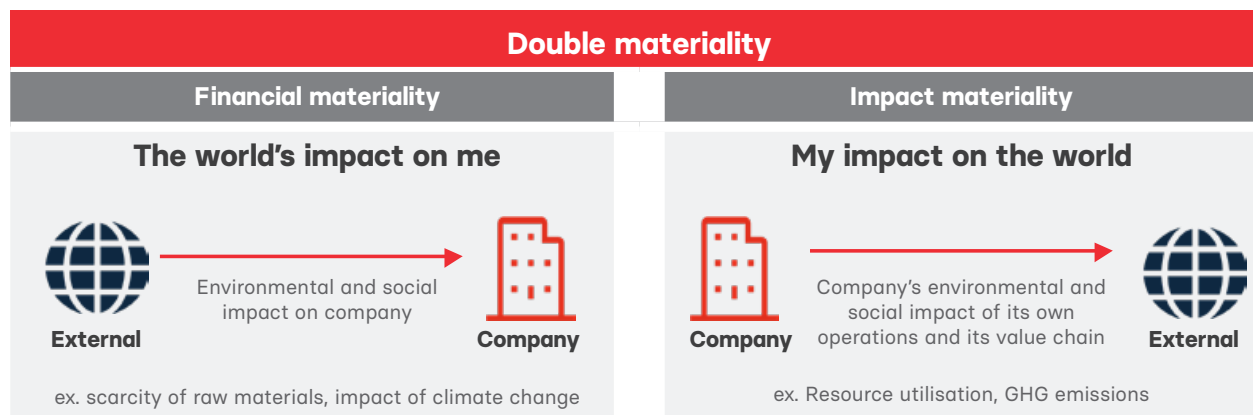 Double materiality
Financial materiality
The world's impact on me
Environmental and social
impact on company
External
Company
ex. scarcity of raw materials, impact of climate change
Impact materiality
My impact on the world
Company's environmental and
social impact of its own
operations and its value chain
Company
External
ex. Resource utilisation, GHG emissions